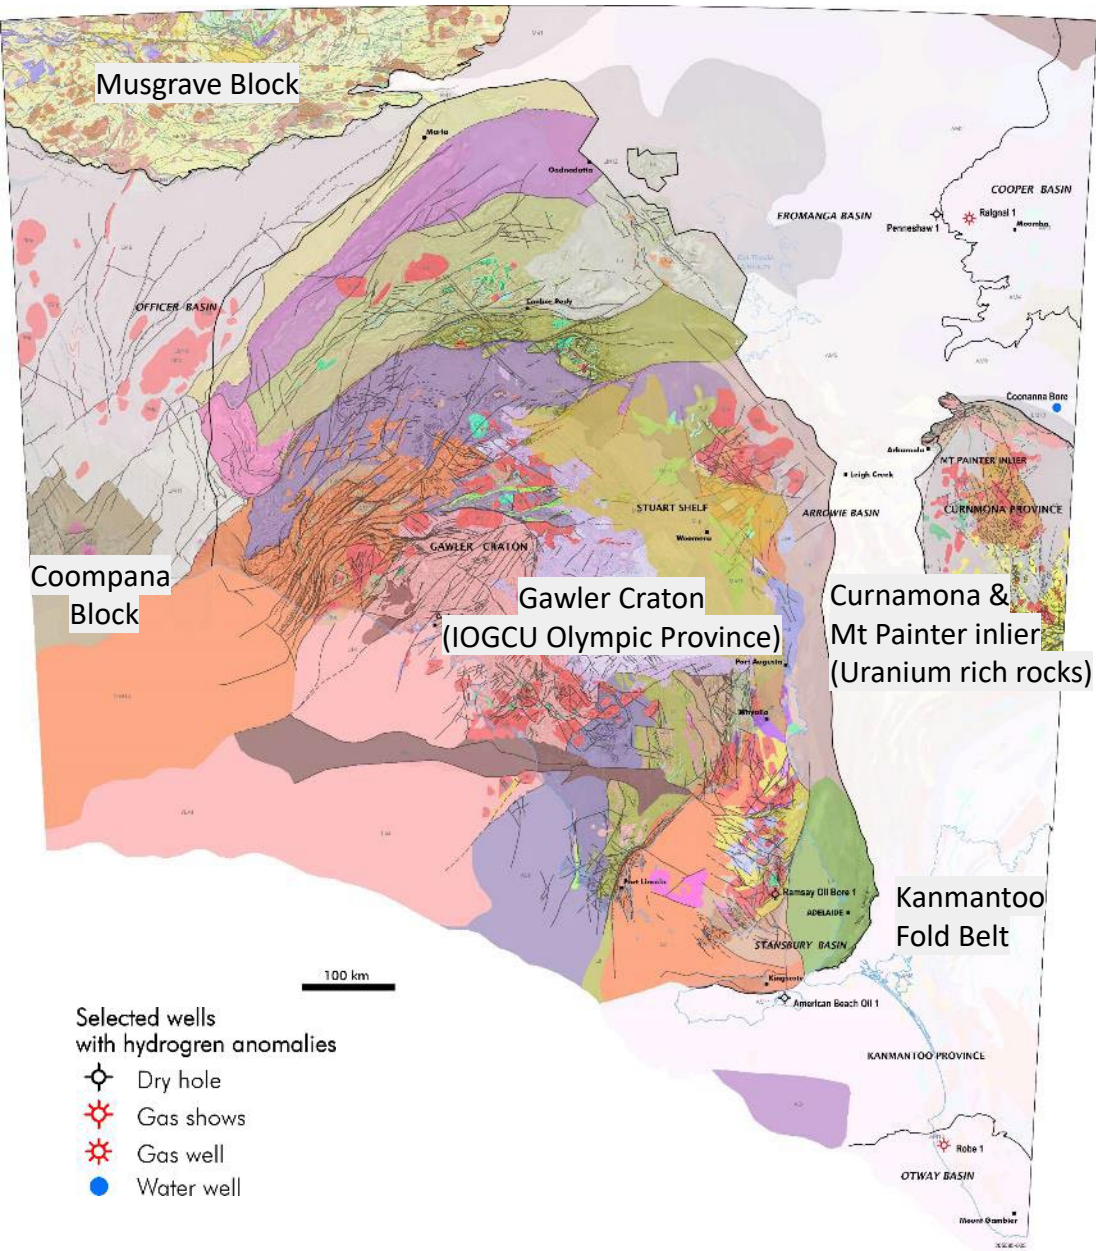 Musgrave Block
Marla
Oodnadatta
COOPER BASIN
EROMANGA BASIN
Ralgnal 1
Penneshaw 1
Moomba
OFFICER BASIN
Coober Pedy
Coonanna Bore
Arkaroola
MT PAINTER INLIER
Leigh Creek
STUART SHELF
ARROWIE BASIN
CURNMONA PROVINCE
Woomera
GAWLER CRATON
Coompana
Block
Gawler Craton
(IOGCU Olympic Province)
Curnamona &
Mt Painter inlier
(Uranium rich rocks)
Port Augusta
Whyalla
Port Lincoln
Ramsay Oil Bore 1
ADELAIDE
Kanmantoo
Fold Belt
STANSBURY BASIN
Kingscote
100 km
American Beach Oil 1
Selected wells
with hydrogren anomalies
Dry hole
Gas shows
Gas well
Water well
KANMANTOO PROVINCE
Robe 1
OTWAY BASIN
Mount Gambier